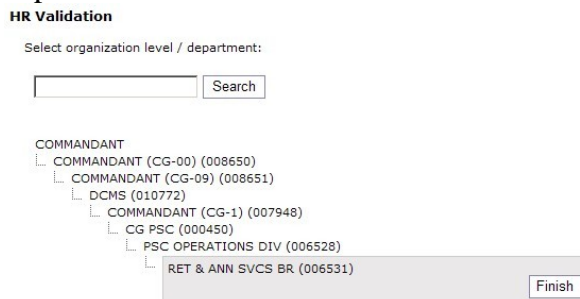 HR Validation
Select organization level / department:
Search
COMMANDANT
COMMANDANT (CG-00) (008650)
COMMANDANT (CG-09) (008651)
DCMS (010772)
COMMANDANT (CG-1) (007948)
CG PSC (000450)
PSC OPERATIONS DIV (006528)
RET & ANN SVCS BR (006531)
Finish